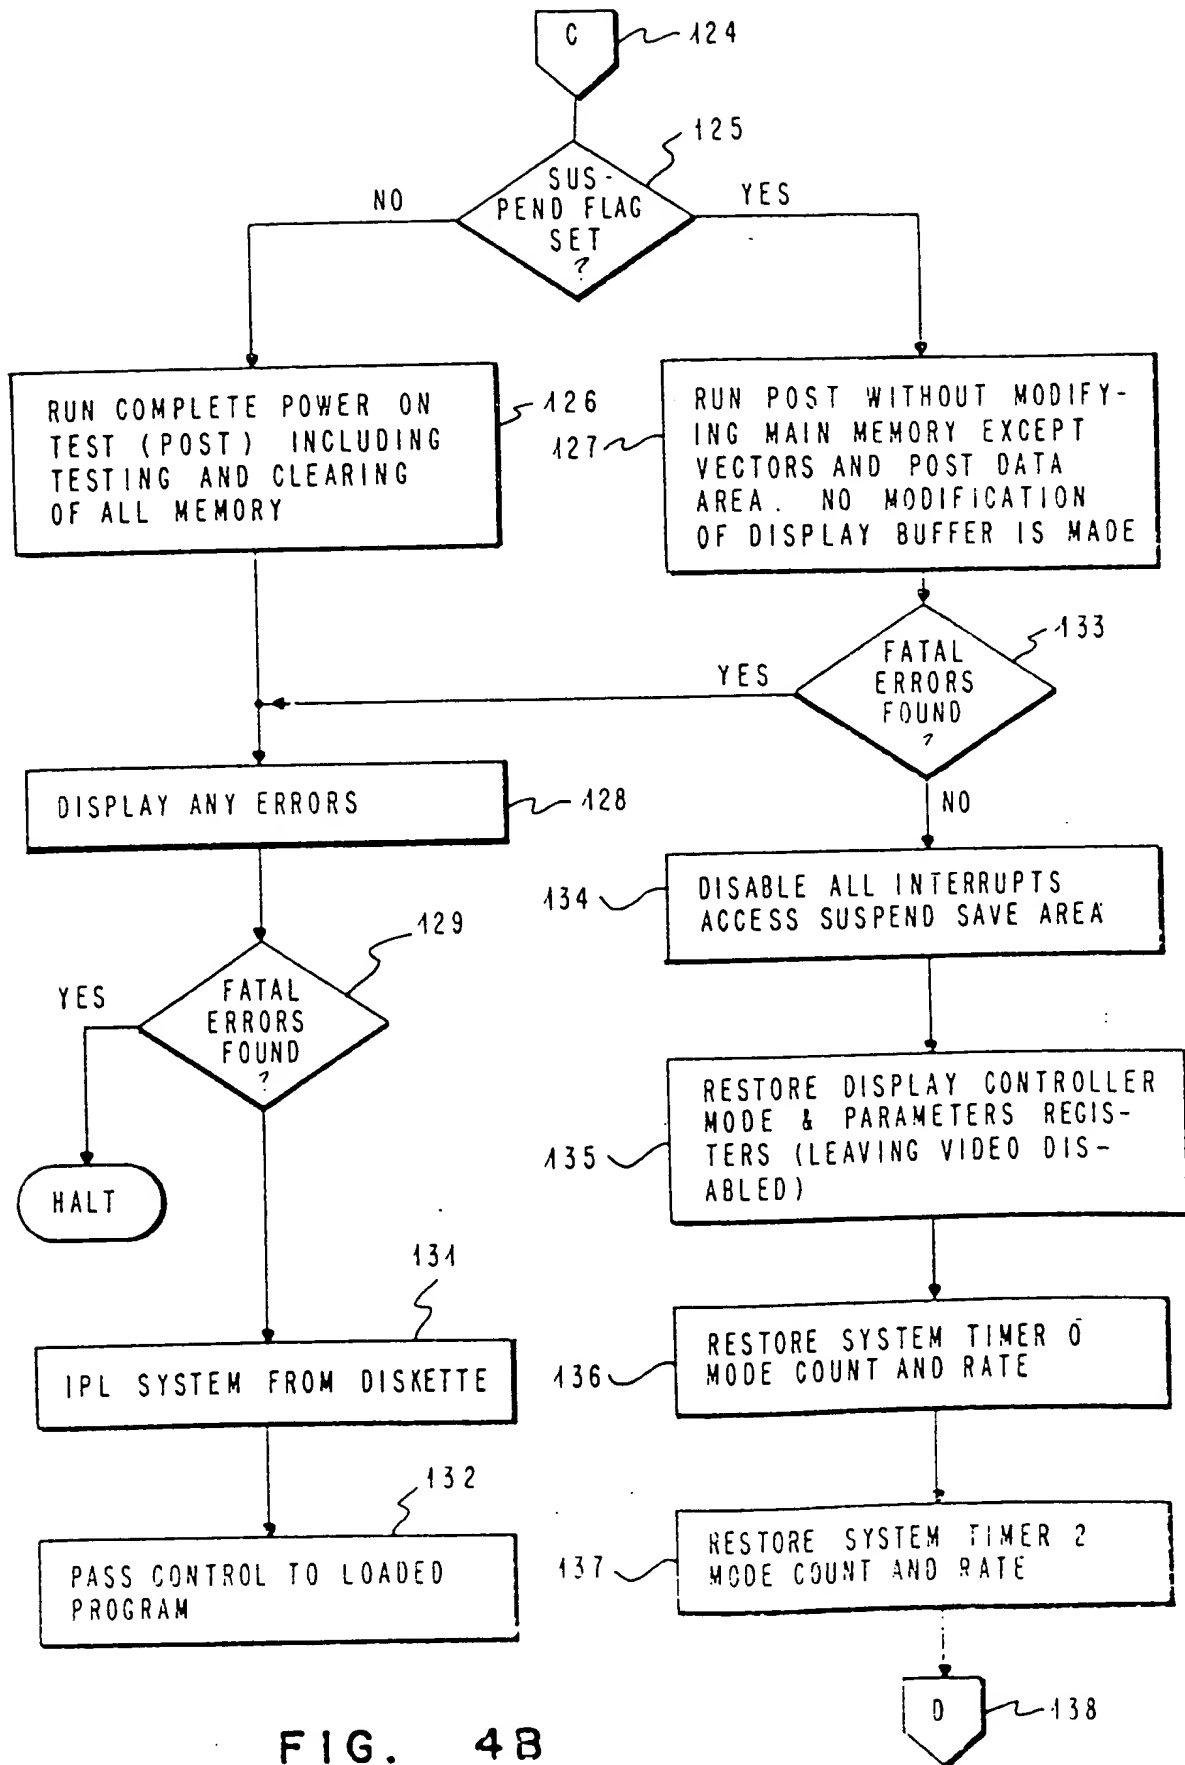 C
124
125
SUS-
PEND FLAG
SET
?
NO
YES
RUN COMPLETE POWER ON
TEST (POST) INCLUDING
TESTING AND CLEARING
OF ALL MEMORY
126
127
RUN POST WITHOUT MODIFY-
ING MAIN MEMORY EXCEPT
VECTORS AND POST DATA
AREA. NO MODIFICATION
OF DISPLAY BUFFER IS MADE
133
FATAL
ERRORS
FOUND
?
YES
NO
DISPLAY ANY ERRORS
128
134
DISABLE ALL INTERRUPTS
ACCESS SUSPEND SAVE AREA
129
FATAL
ERRORS
FOUND
?
YES
HALT
135
RESTORE DISPLAY CONTROLLER
MODE & PARAMETERS REGIS-
TERS (LEAVING VIDEO DIS-
ABLED)
131
IPL SYSTEM FROM DISKETTE
136
RESTORE SYSTEM TIMER 0
MODE COUNT AND RATE
132
PASS CONTROL TO LOADED
PROGRAM
137
RESTORE SYSTEM TIMER 2
MODE COUNT AND RATE
D
138
FIG. 4B